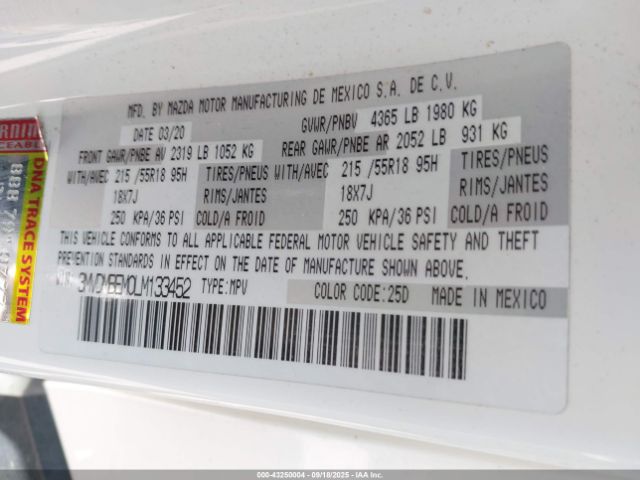 MFD. BY MAZDA MOTOR MANUFACTURING DE MEXICO S.A. DE C.V.
DATE 03/20 GVWR/PNBV 4365 LB 1980 KG
FRONT GAWR/PNBE AV 2319 LB 1052 KG REAR GAWR/PNBE AR 2052 LB 931 KG
WITH/AVEC 215 /55R18 95H TIRES/PNEUS WITH/AVEC 215 /55R18 95H TIRES/PNEUS
18X7J RIMS/JANTES 18X7J RIMS/JANTES
250 KPA/36 PSI COLD/A FROID 250 KPA/36 PSI COLD/A FROID
THIS VEHICLE CONFORMS TO ALL APPLICABLE FEDERAL MOTOR VEHICLE SAFETY AND THEFT
PREVENTION STANDARDS IN EFFECT ON THE DATE OF MANUFACTURE SHOWN ABOVE.
TYPE:MPV COLOR CODE:25D MADE IN MEXICO
DNA TRACE SYSTEM
000-43250004 - 09/18/2025 - © IAA Inc.